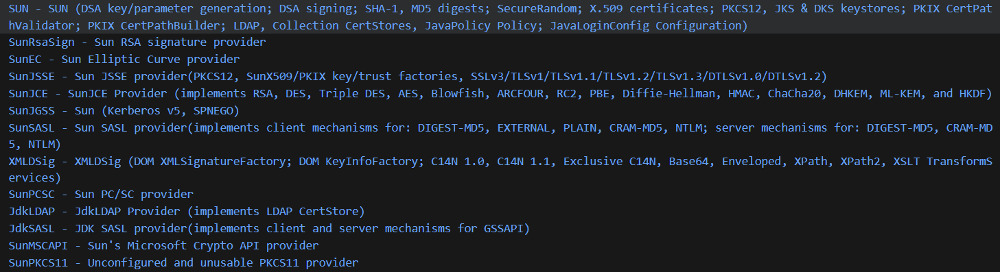 SUN - SUN (DSA key/parameter generation; DSA signing; SHA-1, MD5 digests; SecureRandom; X.509 certificates; PKCS12, JKS & DKS keystores; PKIX CertPat
hValidator; PKIX CertPathBuilder; LDAP, Collection CertStores, JavaPolicy Policy; JavaLoginConfig Configuration)
SunRsaSign - Sun RSA signature provider
SunEC - Sun Elliptic Curve provider
SunJSSE - Sun JSSE provider(PKCS12, SunX509/PKIX key/trust factories, SSLv3/TLSv1/TLSv1.1/TLSv1.2/TLSv1.3/DTLSv1.0/DTLSv1.2)
SunJCE - SunJCE Provider (implements RSA, DES, Triple DES, AES, Blowfish, ARCFOUR, RC2, PBE, Diffie-Hellman, HMAC, ChaCha20, DHKEM, ML-KEM, and HKDF)
SunJGSS - Sun (Kerberos v5, SPNEGO)
SunSASL - Sun SASL provider(implements client mechanisms for: DIGEST-MD5, EXTERNAL, PLAIN, CRAM-MD5, NTLM; server mechanisms for: DIGEST-MD5, CRAM-MD
5, NTLM)
XMLDSig - XMLDSig (DOM XMLSignatureFactory; DOM KeyInfoFactory; C14N 1.0, C14N 1.1, Exclusive C14N, Base64, Enveloped, XPath, XPath2, XSLT TransformS
ervices)
SunPCSC - Sun PC/SC provider
JdkLDAP - JdkLDAP Provider (implements LDAP CertStore)
JdkSASL - JDK SASL provider(implements client and server mechanisms for GSSAPI)
SunMSCAPI - Sun's Microsoft Crypto API provider
SunPKCS11 - Unconfigured and unusable PKCS11 provider